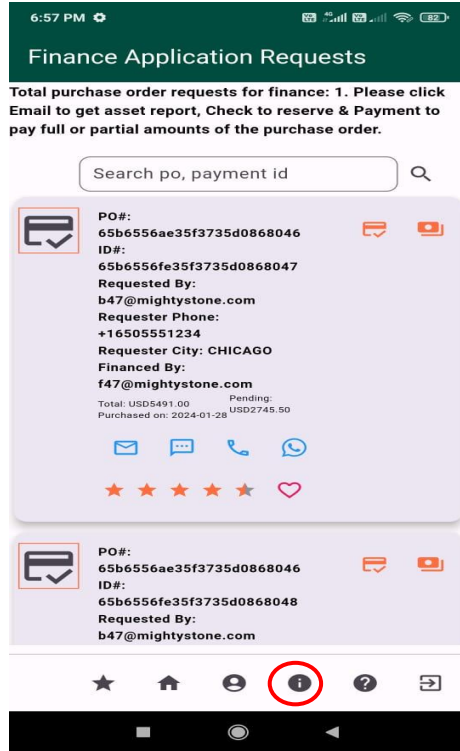 6:57 PM
82
Finance Application Requests
Total purchase order requests for finance: 1. Please click
Email to get asset report, Check to reserve & Payment to
pay full or partial amounts of the purchase order.
Search po, payment id
PO#:
65b6556ae35f3735d0868046
ID#:
65b6556fe35f3735d0868047
Requested By:
b47@mightystone.com
Requester Phone:
+16505551234
Requester City: CHICAGO
Financed By:
f47@mightystone.com
Total: USD5491.00
Purchased on: 2024-01-28
Pending:
USD2745.50
PO#:
65b6556ae35f3735d0868046
ID#:
65b6556fe35f3735d0868048
Requested By:
b47@mightystone.com